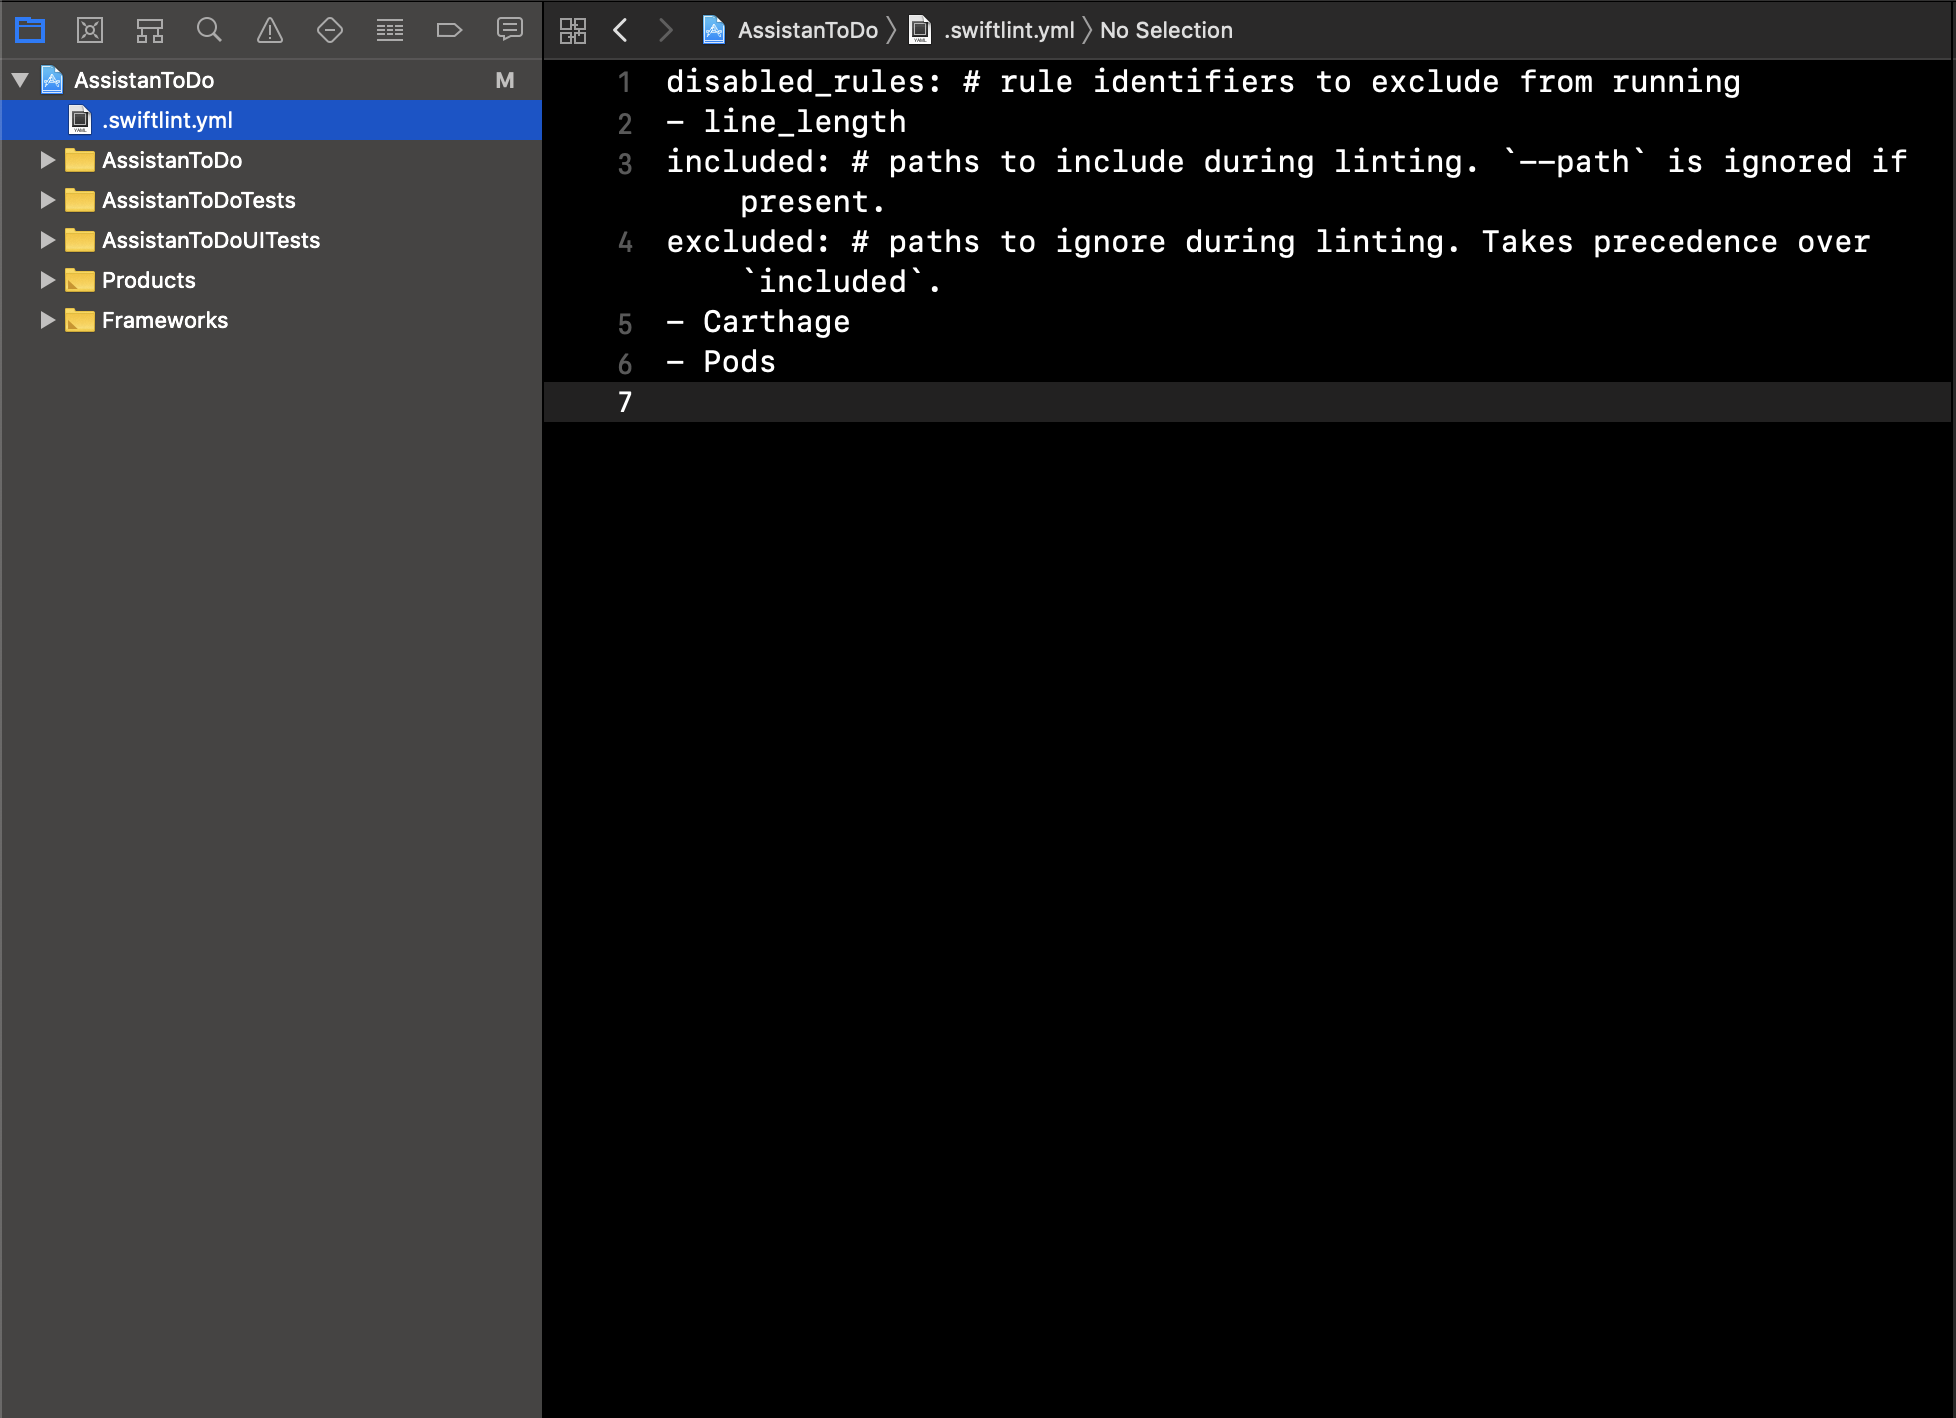 AssistanToDo M
.swiftlint.yml
AssistanToDo
AssistanToDoTests
AssistanToDoUITests
Products
Frameworks
AssistanToDo .swiftlint.yml No Selection
1 disabled_rules: # rule identifiers to exclude from running
2 - line_length
3 included: # paths to include during linting. `--path` is ignored if
present.
4 excluded: # paths to ignore during linting. Takes precedence over
`included`.
5 - Carthage
6 - Pods
7